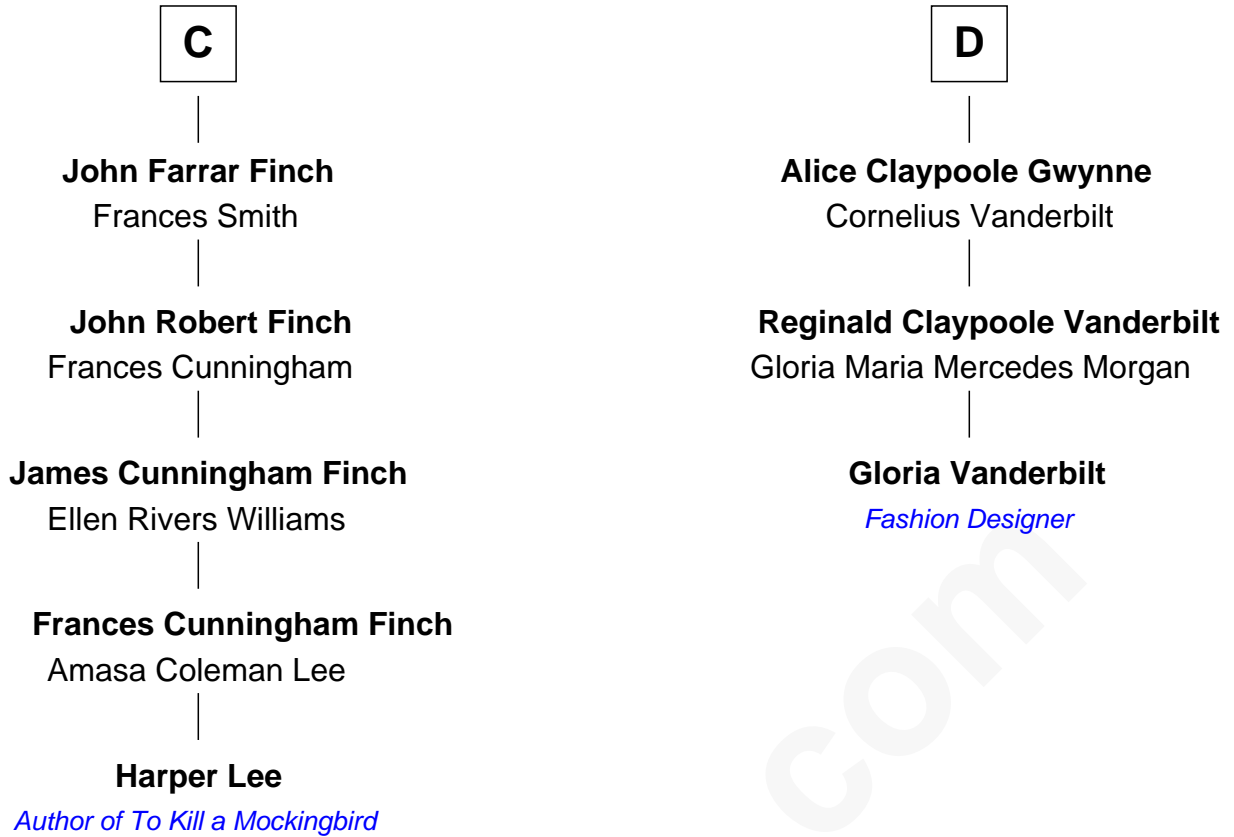 C
John Farrar Finch
Frances Smith
John Robert Finch
Frances Cunningham
James Cunningham Finch
Ellen Rivers Williams
Frances Cunningham Finch
Amasa Coleman Lee
Harper Lee
Author of To Kill a Mockingbird
D
Alice Claypoole Gwynne
Cornelius Vanderbilt
Reginald Claypoole Vanderbilt
Gloria Maria Mercedes Morgan
Gloria Vanderbilt
Fashion Designer
com